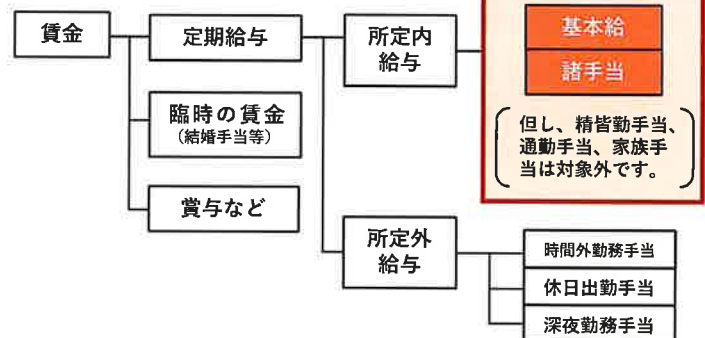 賃金
定期給与
所定内
給与
基本給
諸手当
但し、精皆勤手当、
通勤手当、家族手
当は対象外です。
臨時の賃金
(結婚手当等)
賞与など
所定外
給与
時間外勤務手当
休日出勤手当
深夜勤務手当